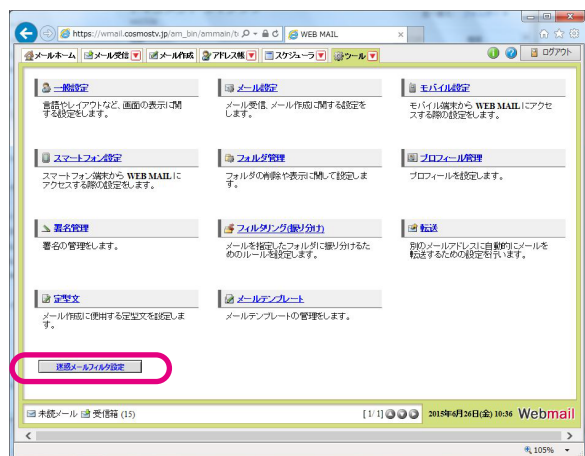 https://wmail.cosmostv.jp/am_bin/ammain/b
WEB MAIL
メールホーム メール受信 メール作成 アドレス帳 スケジューラ ツール ログアウト
一般設定 メール設定 モバイル設定
言語やレイアウトなど、画面の表示に関 メール受信、メール作成に関する設定を モバイル端末から WEB MAIL にアクセ
する設定をします。 します。 スする際の設定をします。
スマートフォン設定 フォルダ管理 プロフィール管理
スマートフォン端末から WEB MAIL に フォルダの削除や表示に関して設定しま プロフィールを設定します。
アクセスする際の設定をします。 す。
署名管理 フィルタリング(振り分け) 転送
署名の管理をします。 メールを指定したフォルダに振り分けるた 別のメールアドレスに自動的にメールを
めのルールを設定します。 転送するための設定を行います。
定型文 メールテンプレート
メール作成に使用する定型文を設定しま メールテンプレートの管理をします。
す。
迷惑メールフィルタ設定
未読メール 受信箱 (15) [1/1] 2015年6月26日(金) 10:36 Webmail
105%